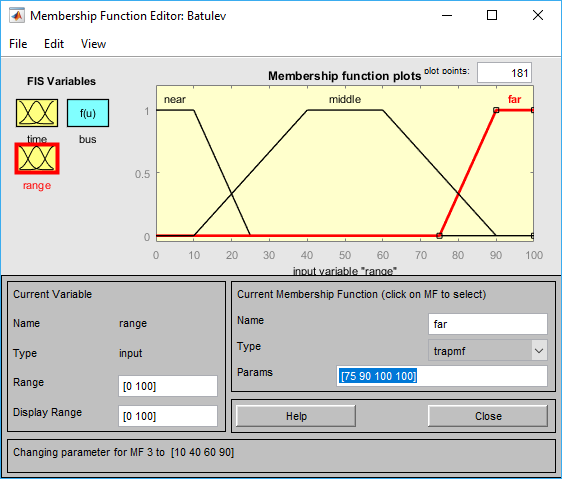 Membership Function Editor: Batulev
File Edit View
FIS Variables
Membership function plots
plot points:
181
f(u)
time
bus
range
near
middle
far
1
0.5
0
0 10 20 30 40 50 60 70 80 90 100
input variable "range"
Current Variable
Name range
Type input
Range [0 100]
Display Range [0 100]
Current Membership Function (click on MF to select)
Name far
Type trapmf
Params [75 90 100 100]
Help Close
Changing parameter for MF 3 to [10 40 60 90]